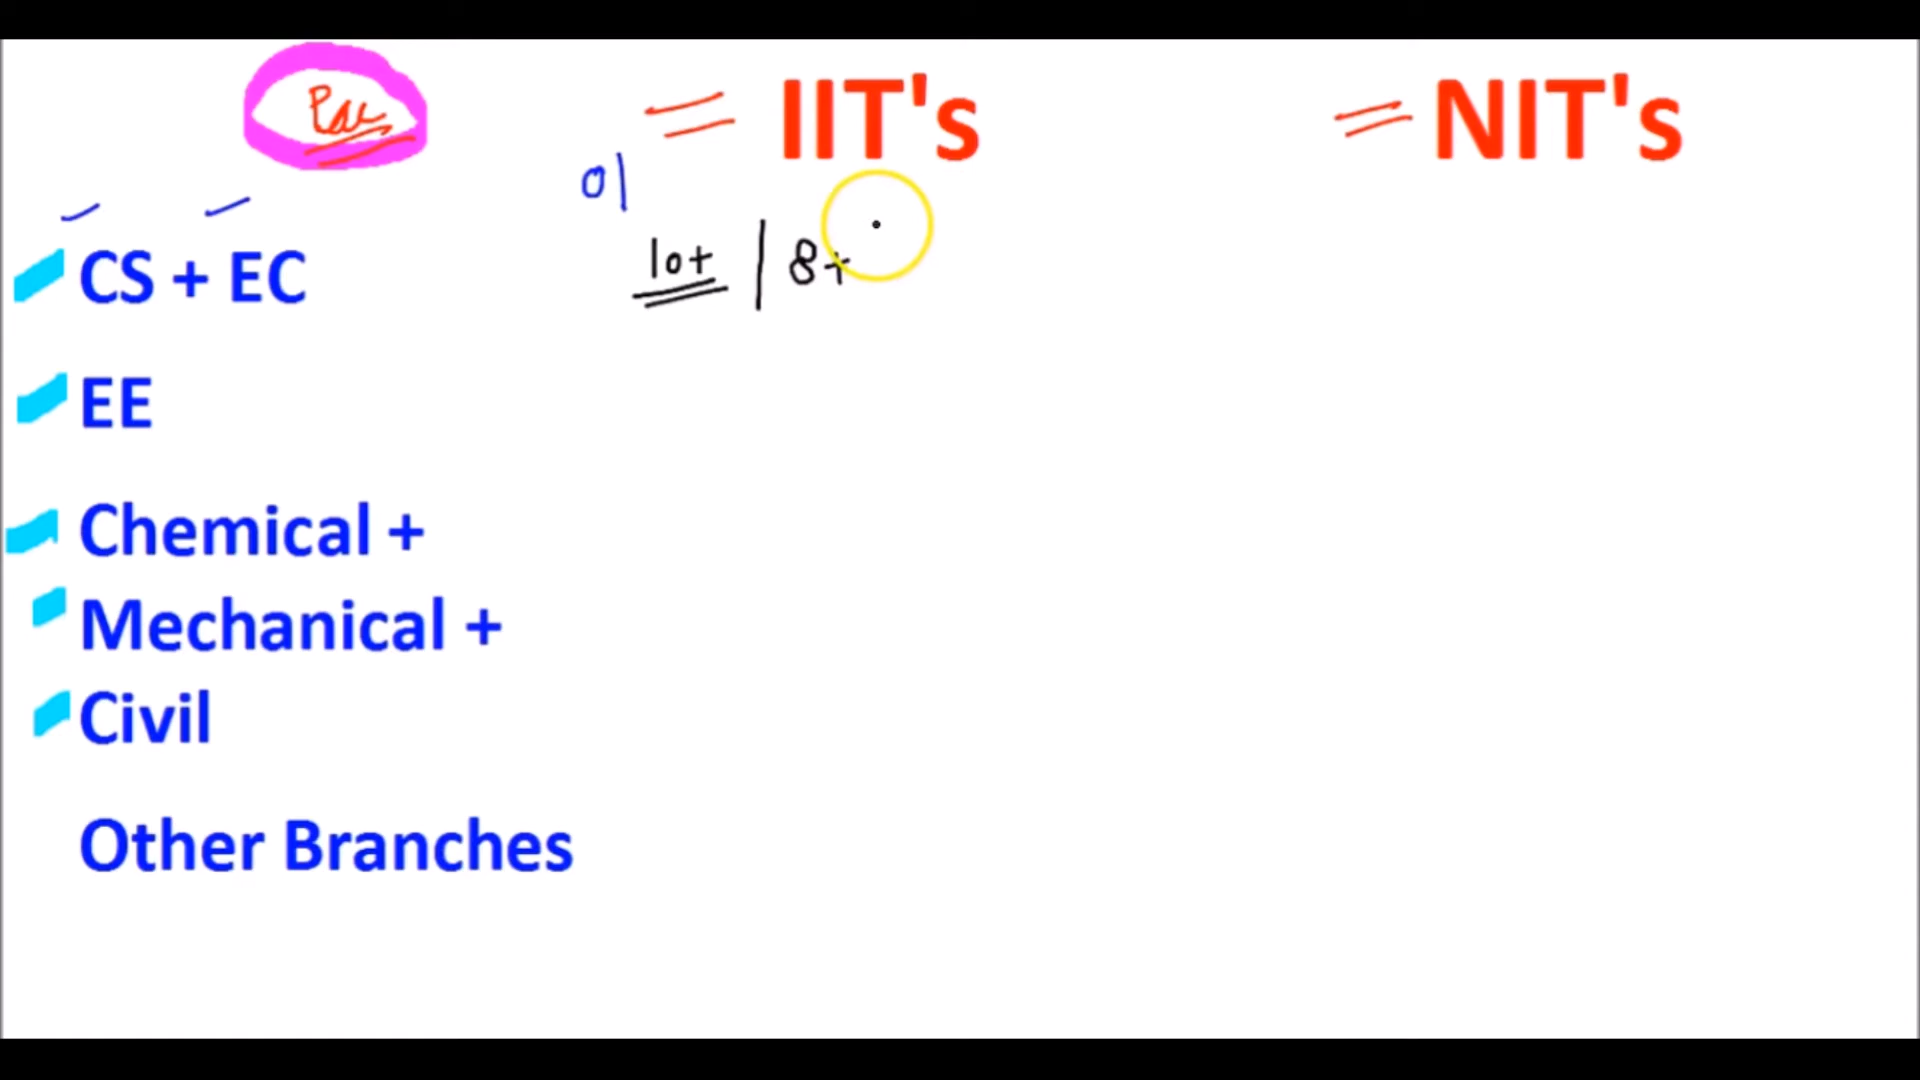 IIT's NIT's
01
CS + EC 10+ | 8+
EE
Chemical +
Mechanical +
Civil
Other Branches